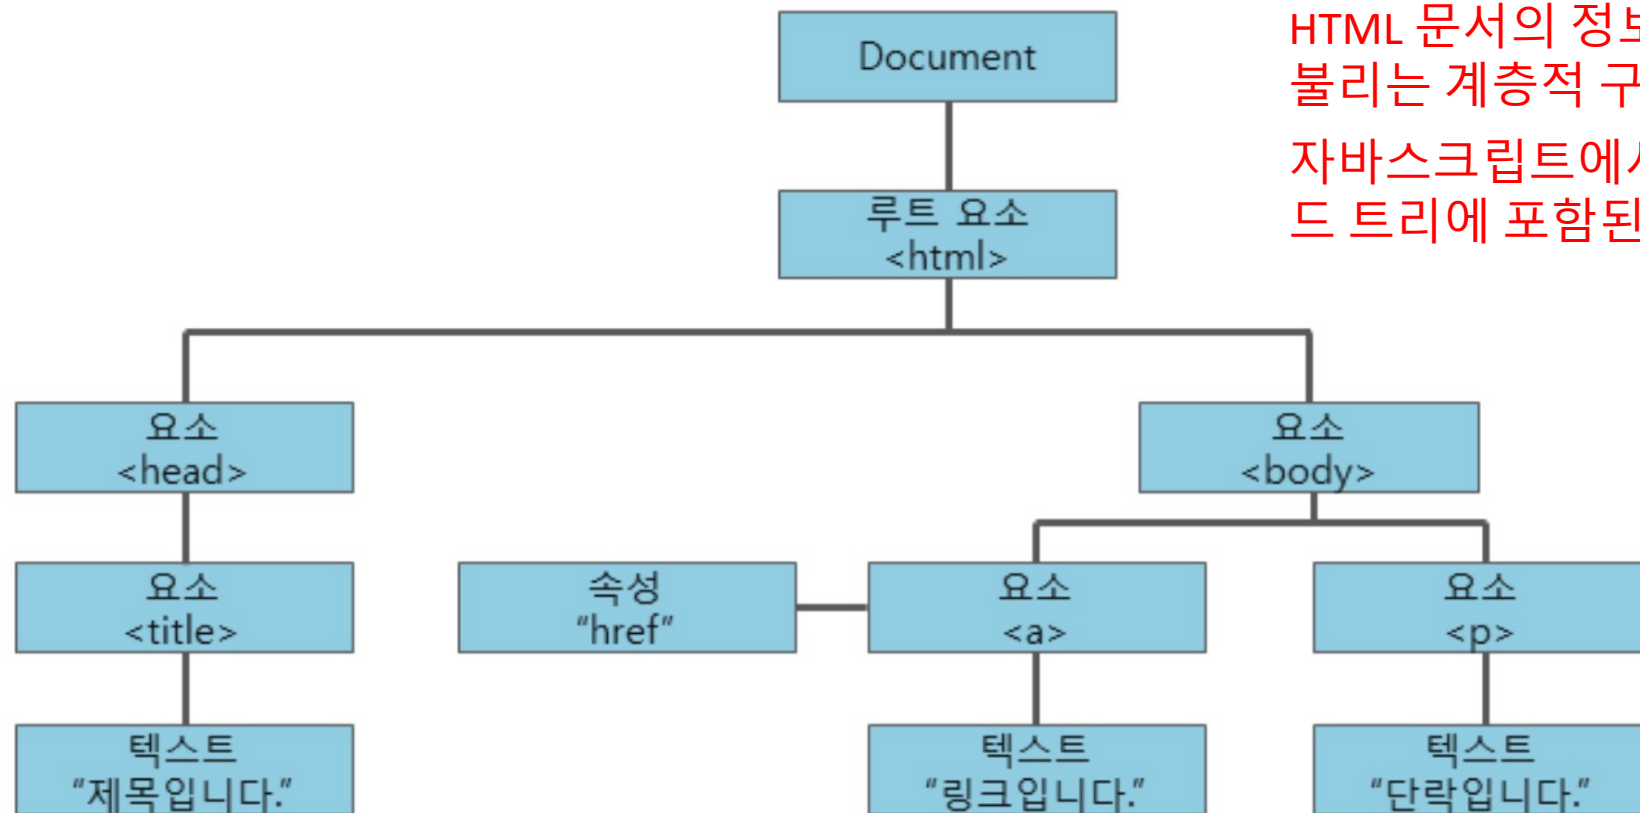 Document
HTML 문서의 정보
불리는 계층적 구
자바스크립트에서
드 트리에 포함된
루트 요소
<html>
요소
<head>
요소
<body>
요소
<title>
속성
"href"
요소
<a>
요소
<p>
텍스트
"제목입니다."
텍스트
"링크입니다."
텍스트
"단락입니다."